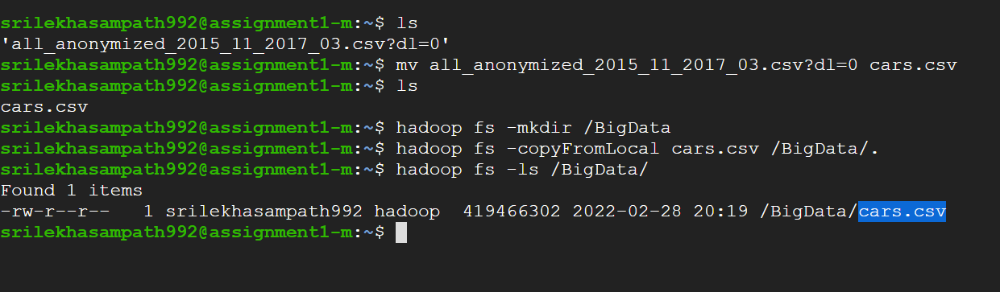 srilekhasampath992@assignment1-m:~$ ls
'all_anonymized_2015_11_2017_03.csv?dl=0'
srilekhasampath992@assignment1-m:~$ mv all_anonymized_2015_11_2017_03.csv?dl=0 cars.csv
srilekhasampath992@assignment1-m:~$ ls
cars.csv
srilekhasampath992@assignment1-m:~$ hadoop fs -mkdir /BigData
srilekhasampath992@assignment1-m:~$ hadoop fs -copyFromLocal cars.csv /BigData/.
srilekhasampath992@assignment1-m:~$ hadoop fs -ls /BigData/
Found 1 items
-rw-r--r--   1 srilekhasampath992 hadoop  419466302 2022-02-28 20:19 /BigData/cars.csv
srilekhasampath992@assignment1-m:~$